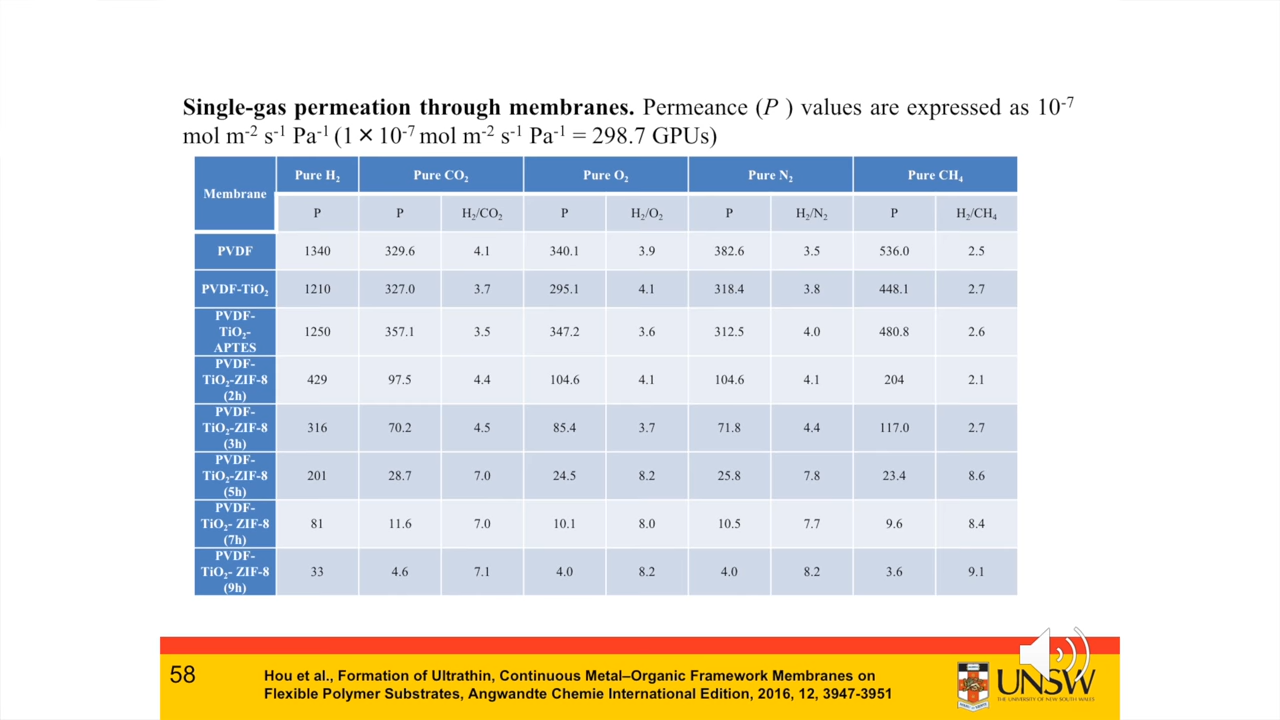 Single-gas permeation through membranes. Permeance (P ) values are expressed as 10-7
mol m-2 s-1 Pa-1 (1 × 10-7 mol m-2 s-1 Pa-1 = 298.7 GPUs)
Membrane Pure H2 Pure CO2 Pure O2 Pure N2 Pure CH4
P P H2/CO2 P H2/O2 P H2/N2 P H2/CH4
PVDF 1340 329.6 4.1 340.1 3.9 382.6 3.5 536.0 2.5
PVDF-TiO2 1210 327.0 3.7 295.1 4.1 318.4 3.8 448.1 2.7
PVDF-
TiO2- 1250 357.1 3.5 347.2 3.6 312.5 4.0 480.8 2.6
APTES
PVDF-
TiO2-ZIF-8 429 97.5 4.4 104.6 4.1 104.6 4.1 204 2.1
(2h)
PVDF-
TiO2-ZIF-8 316 70.2 4.5 85.4 3.7 71.8 4.4 117.0 2.7
(3h)
PVDF-
TiO2-ZIF-8 201 28.7 7.0 24.5 8.2 25.8 7.8 23.4 8.6
(5h)
PVDF-
TiO2- ZIF-8 81 11.6 7.0 10.1 8.0 10.5 7.7 9.6 8.4
(7h)
PVDF-
TiO2- ZIF-8 33 4.6 7.1 4.0 8.2 4.0 8.2 3.6 9.1
(9h)
58
Hou et al., Formation of Ultrathin, Continuous Metal–Organic Framework Membranes on
Flexible Polymer Substrates, Angwandte Chemie International Edition, 2016, 12, 3947-3951
UNSW
THE UNIVERSITY OF NEW SOUTH WALES